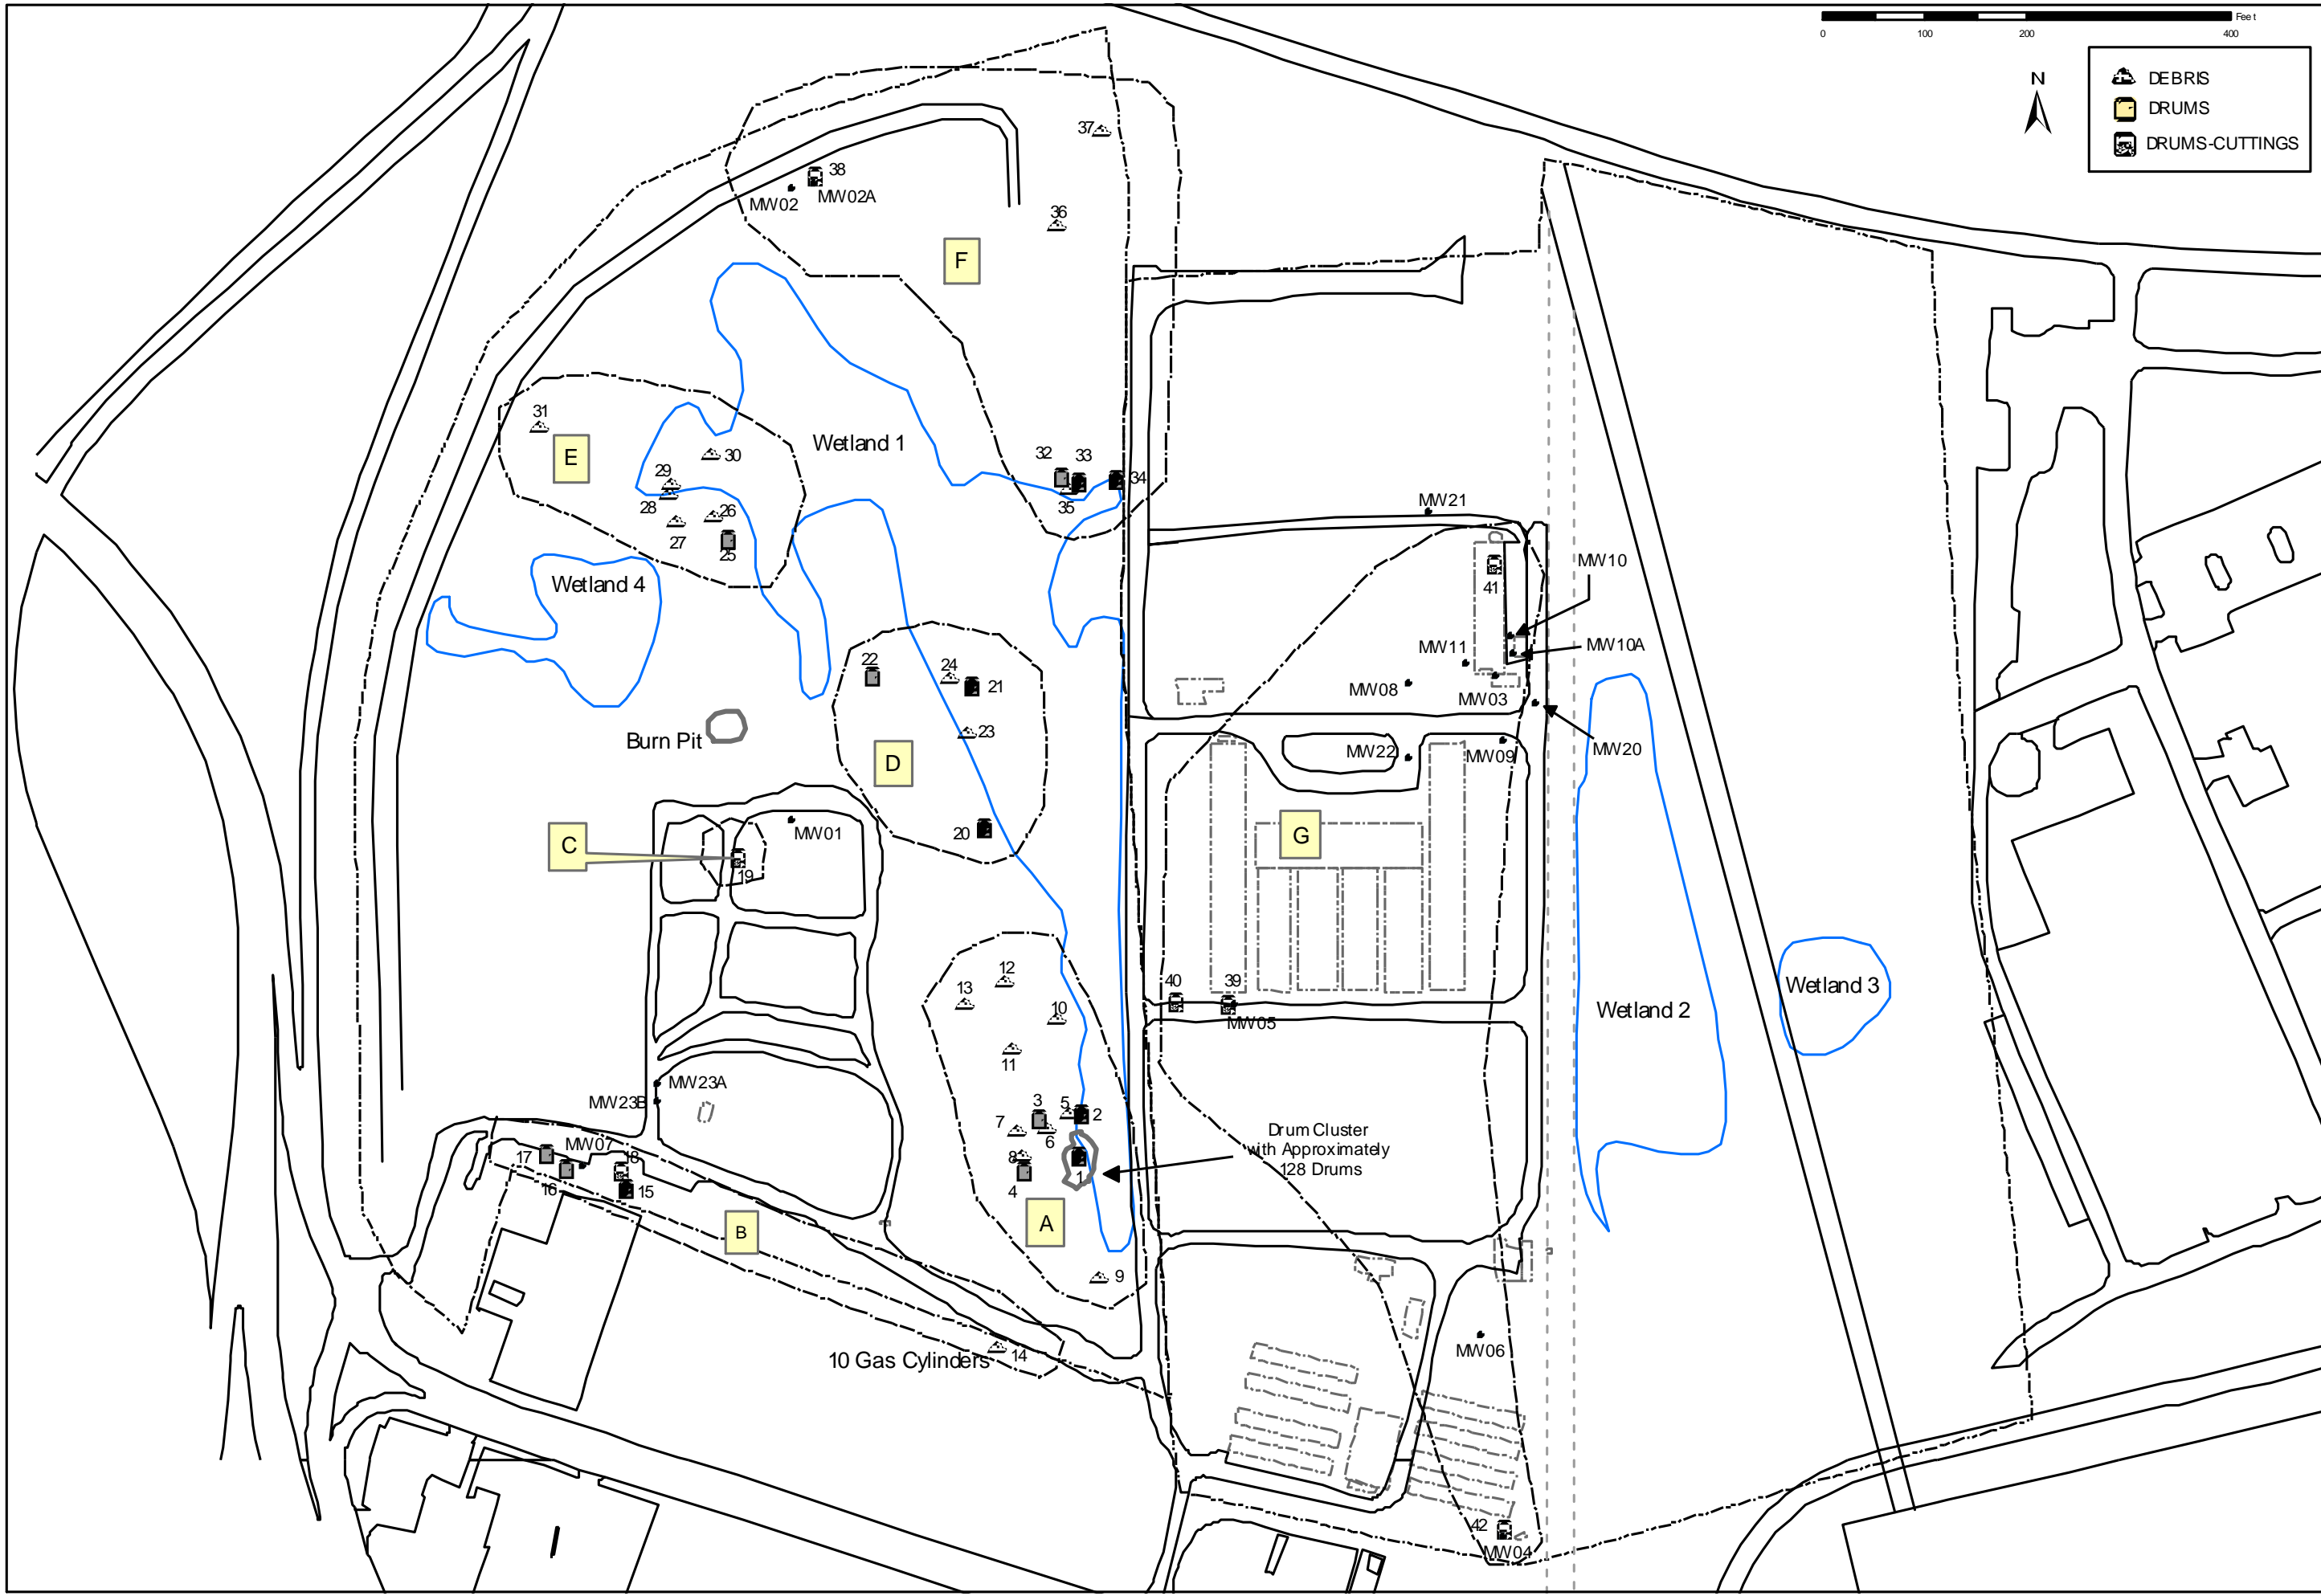 Feet
0 100 200 400
N
DEBRIS
DRUMS
DRUMS-CUTTINGS
37
38
MW02 MW02A
36
F
31
Wetland 1
E
30
32 33
34
29
28
35
26
27
25
MW21
MW10
41
Wetland 4
MW10A
MW11
22 24
21
MW08 MW03
23
Burn Pit
D
MW22 MW09
MW20
C
MW01
20
G
19
12
13
40 39
10
MW05
Wetland 3
Wetland 2
11
MW23A
MW23B
3 5 2
7
6
Drum Cluster
with Approximately
128 Drums
MW07
17 18
8
16 15
4 1
B
A
9
10 Gas Cylinders
14
MW06
42
MW04